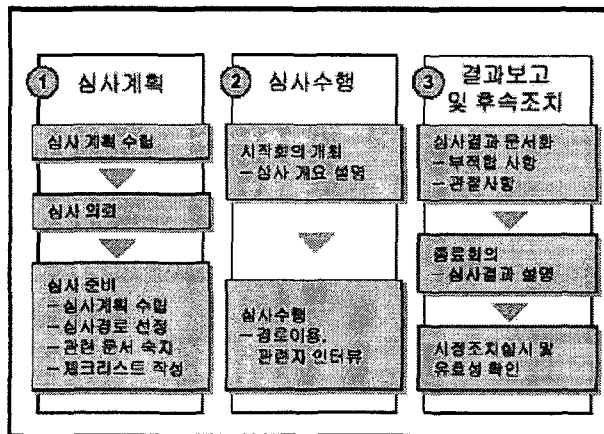 1 심사계획
심사 계획 수립
심사 의뢰
심사 준비
－심사계획 수립
－심사경로 선정
－관련 문서 숙지
－체크리스트 작성
2 심사수행
시작회의 개최
－심사 개요 설명
심사수행
－경로이용,
관련자 인터뷰
3 결과보고
및 후속조치
심사결과 문서화
－부적합 사항
－관찰사항
종료회의
－심사결과 설명
시정조치실시 및
유효성 확인